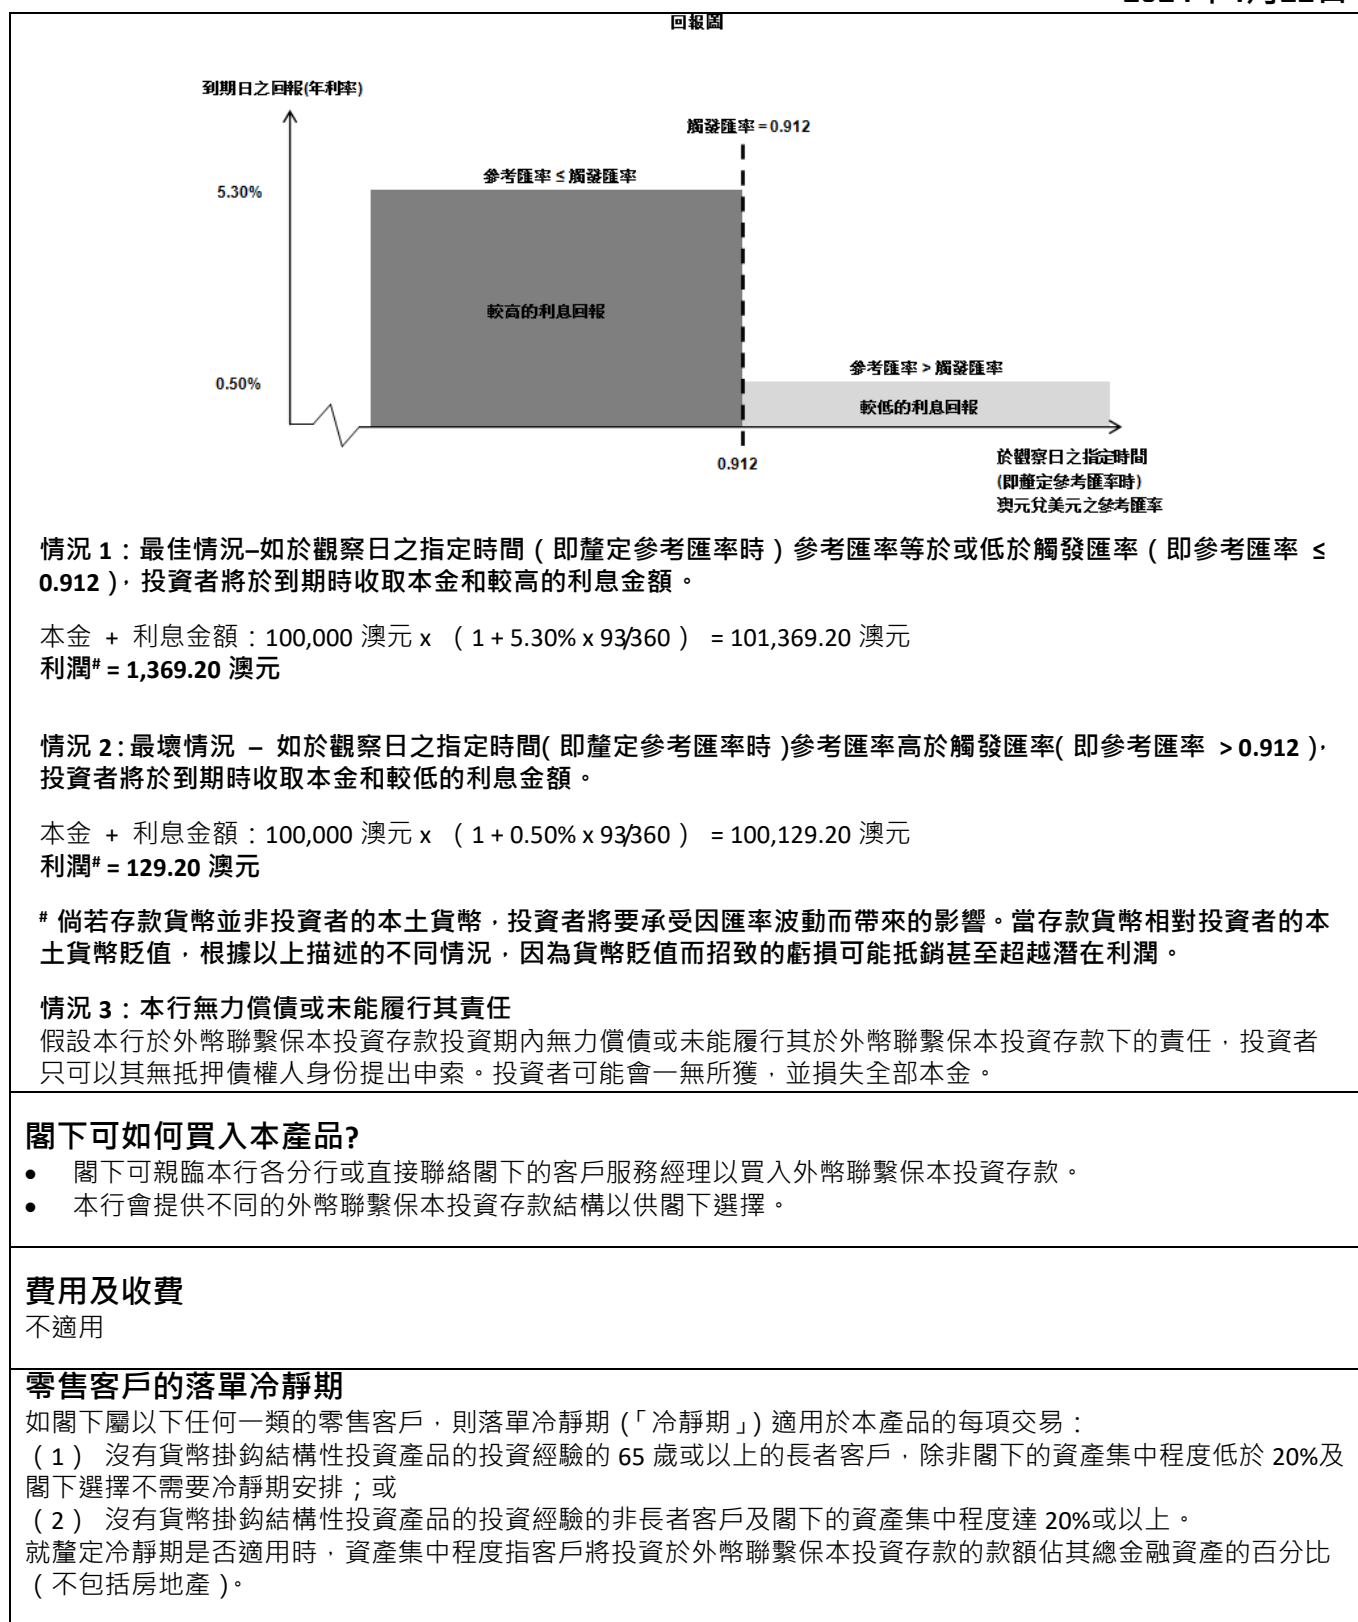 回報圖
到期日之回報(年利率)
觸發匯率 = 0.912
參考匯率 ≤ 觸發匯率
5.30%
較高的利息回報
參考匯率 > 觸發匯率
0.50%
較低的利息回報
0.912
於觀察日之指定時間
(即釐定參考匯率時)
澳元兌美元之參考匯率
情況 1：最佳情況–如於觀察日之指定時間（即釐定參考匯率時）參考匯率等於或低於觸發匯率（即參考匯率 ≤
0.912），投資者將於到期時收取本金和較高的利息金額。
本金 + 利息金額：100,000 澳元 x （1 + 5.30% x 93/360） = 101,369.20 澳元
利潤# = 1,369.20 澳元
情況 2：最壞情況 – 如於觀察日之指定時間（即釐定參考匯率時）參考匯率高於觸發匯率（即參考匯率 > 0.912），
投資者將於到期時收取本金和較低的利息金額。
本金 + 利息金額：100,000 澳元 x （1 + 0.50% x 93/360） = 100,129.20 澳元
利潤# = 129.20 澳元
# 倘若存款貨幣並非投資者的本土貨幣，投資者將要承受因匯率波動而帶來的影響。當存款貨幣相對投資者的本
土貨幣貶值，根據以上描述的不同情況，因為貨幣貶值而招致的虧損可能抵銷甚至超越潛在利潤。
情況 3：本行無力償債或未能履行其責任
假設本行於外幣聯繫保本投資存款投資期內無力償債或未能履行其於外幣聯繫保本投資存款下的責任，投資者
只可以其無抵押債權人身份提出申索。投資者可能會一無所獲，並損失全部本金。
閣下可如何買入本產品?
• 閣下可親臨本行各分行或直接聯絡閣下的客戶服務經理以買入外幣聯繫保本投資存款。
• 本行會提供不同的外幣聯繫保本投資存款結構以供閣下選擇。
費用及收費
不適用
零售客戶的落單冷靜期
如閣下屬以下任何一類的零售客戶，則落單冷靜期 (「冷靜期」) 適用於本產品的每項交易：
（1） 沒有貨幣掛鈎結構性投資產品的投資經驗的 65 歲或以上的長者客戶，除非閣下的資產集中程度低於 20%及
閣下選擇不需要冷靜期安排；或
（2） 沒有貨幣掛鈎結構性投資產品的投資經驗的非長者客戶及閣下的資產集中程度達 20%或以上。
就釐定冷靜期是否適用時，資產集中程度指客戶將投資於外幣聯繫保本投資存款的款額佔其總金融資產的百分比
（不包括房地產）。